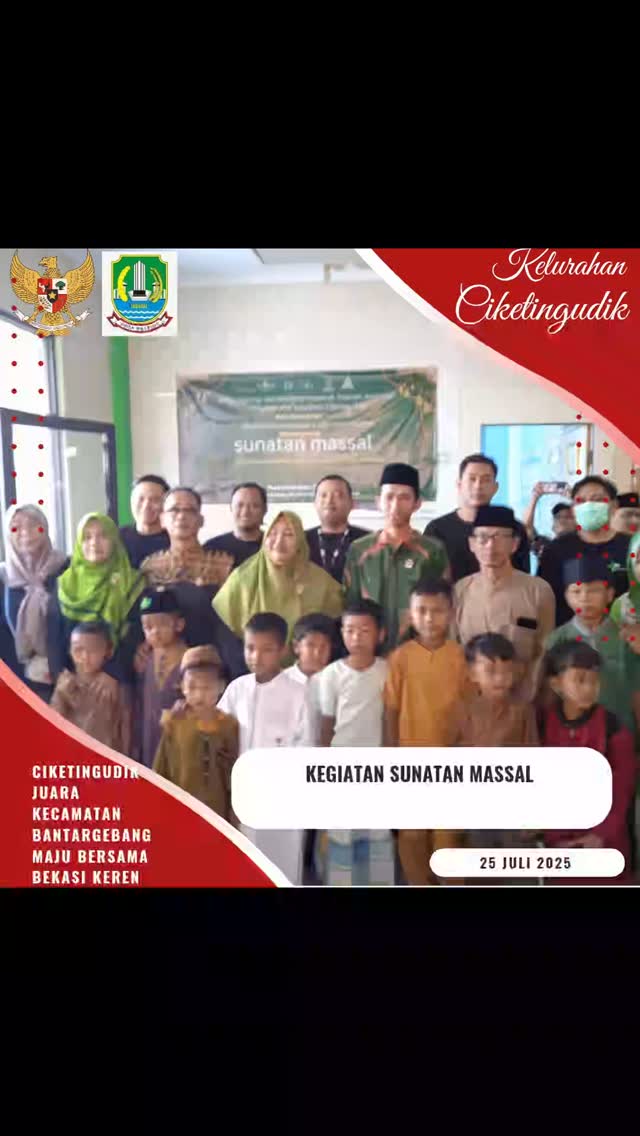 Kelurahan
Ciketingudik
sunatan massal
CIKETINGUDIK
JUARA
KECAMATAN
BANTARGEBANG
MAJU BERSAMA
BEKASI KEREN
KEGIATAN SUNATAN MASSAL
25 JULI 2025